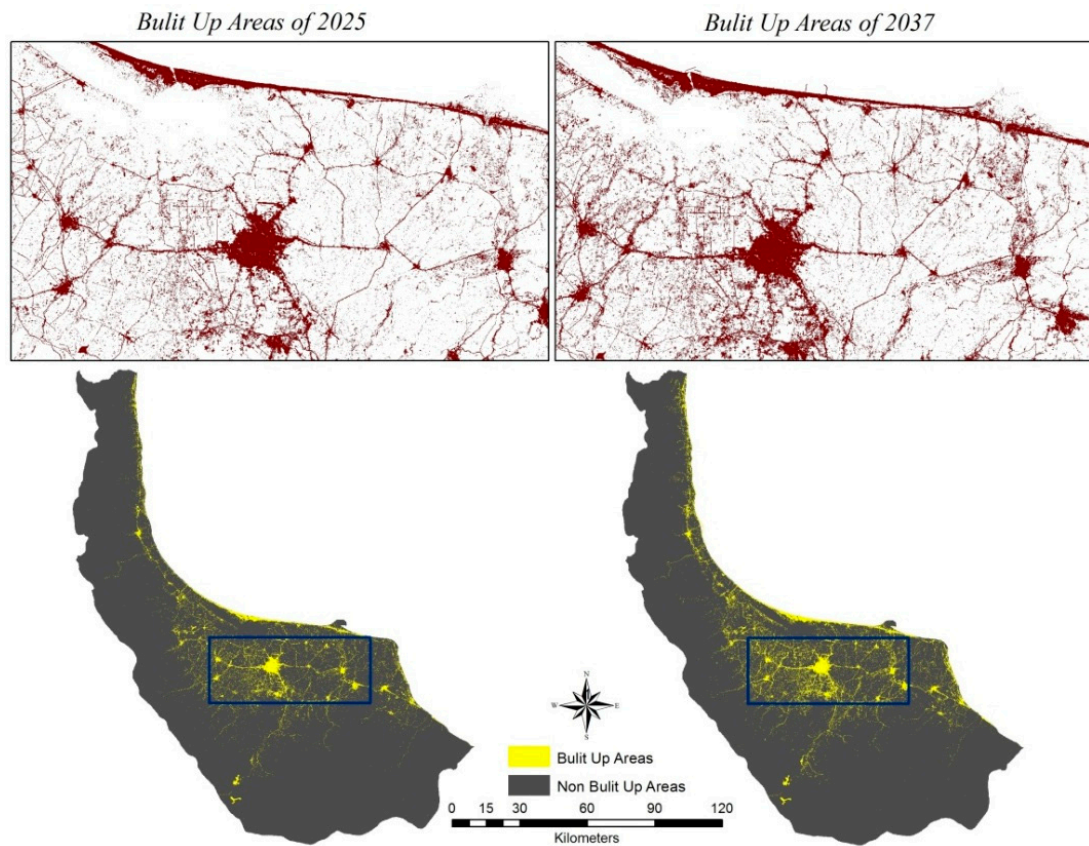 Bulit Up Areas of 2025
Bulit Up Areas of 2037
N
W E
S
Bulit Up Areas
Non Bulit Up Areas
0 15 30 60 90 120
Kilometers